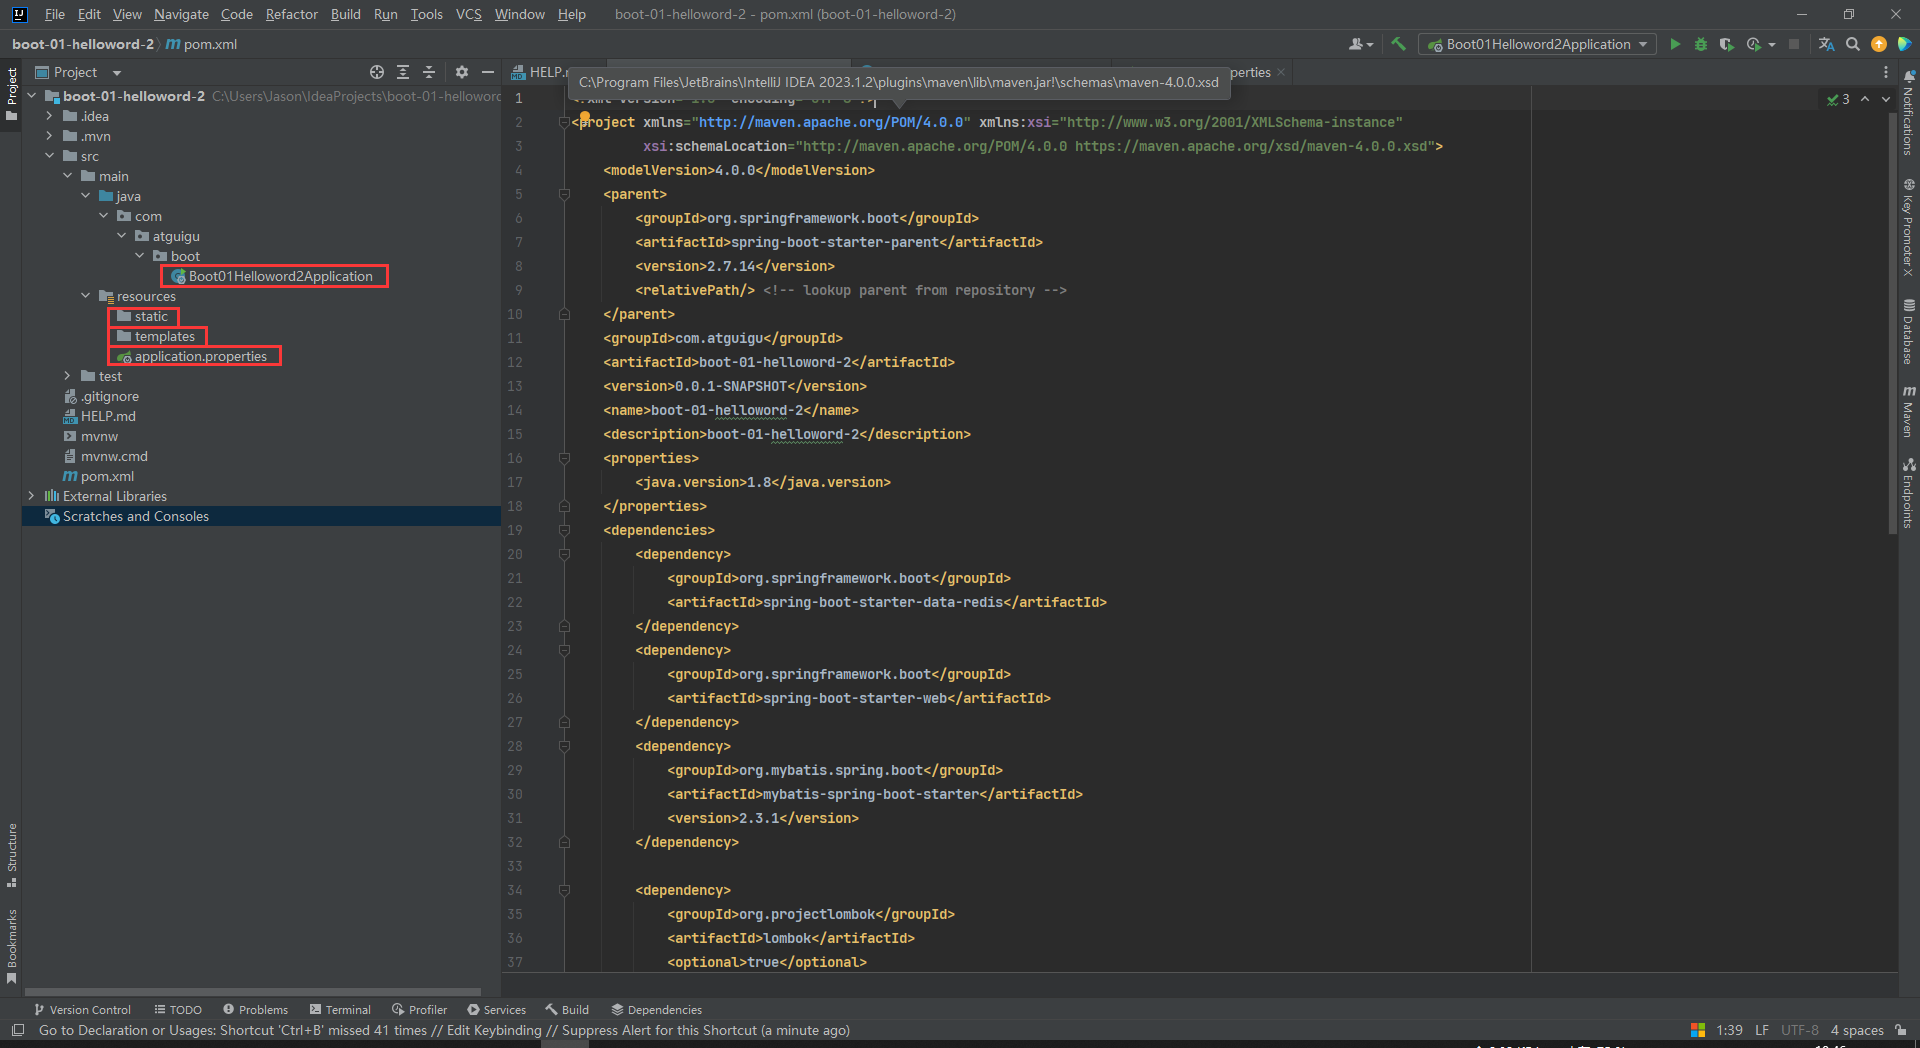 File Edit View Navigate Code Refactor Build Run Tools VCS Window Help boot-01-helloword-2 - pom.xml (boot-01-helloword-2)
boot-01-helloword-2 pom.xml Boot01Helloword2Application
Project HELP. perties
C:\Program Files\JetBrains\IntelliJ IDEA 2023.1.2\plugins\maven\lib\maven.jar!\schemas\maven-4.0.0.xsd
boot-01-helloword-2 C:\Users\Jason\IdeaProjects\boot-01-helloword
.idea
.mvn
src
main
java
com
atguigu
boot
Boot01Helloword2Application
resources
static
templates
application.properties
test
.gitignore
HELP.md
mvnw
mvnw.cmd
pom.xml
External Libraries
Scratches and Consoles
3
1
2 <project xmlns="http://maven.apache.org/POM/4.0.0" xmlns:xsi="http://www.w3.org/2001/XMLSchema-instance"
3 xsi:schemaLocation="http://maven.apache.org/POM/4.0.0 https://maven.apache.org/xsd/maven-4.0.0.xsd">
4 <modelVersion>4.0.0</modelVersion>
5 <parent>
6 <groupId>org.springframework.boot</groupId>
7 <artifactId>spring-boot-starter-parent</artifactId>
8 <version>2.7.14</version>
9 <relativePath/> <!-- lookup parent from repository -->
10 </parent>
11 <groupId>com.atguigu</groupId>
12 <artifactId>boot-01-helloword-2</artifactId>
13 <version>0.0.1-SNAPSHOT</version>
14 <name>boot-01-helloword-2</name>
15 <description>boot-01-helloword-2</description>
16 <properties>
17 <java.version>1.8</java.version>
18 </properties>
19 <dependencies>
20 <dependency>
21 <groupId>org.springframework.boot</groupId>
22 <artifactId>spring-boot-starter-data-redis</artifactId>
23 </dependency>
24 <dependency>
25 <groupId>org.springframework.boot</groupId>
26 <artifactId>spring-boot-starter-web</artifactId>
27 </dependency>
28 <dependency>
29 <groupId>org.mybatis.spring.boot</groupId>
30 <artifactId>mybatis-spring-boot-starter</artifactId>
31 <version>2.3.1</version>
32 </dependency>
33
34 <dependency>
35 <groupId>org.projectlombok</groupId>
36 <artifactId>lombok</artifactId>
37 <optional>true</optional>
Project
Structure
Bookmarks
Notifications
Key Promoter X
Database
Maven
Endpoints
Version Control TODO Problems Terminal Profiler Services Build Dependencies
Go to Declaration or Usages: Shortcut 'Ctrl+B' missed 41 times // Edit Keybinding // Suppress Alert for this Shortcut (a minute ago) 1:39 LF UTF-8 4 spaces